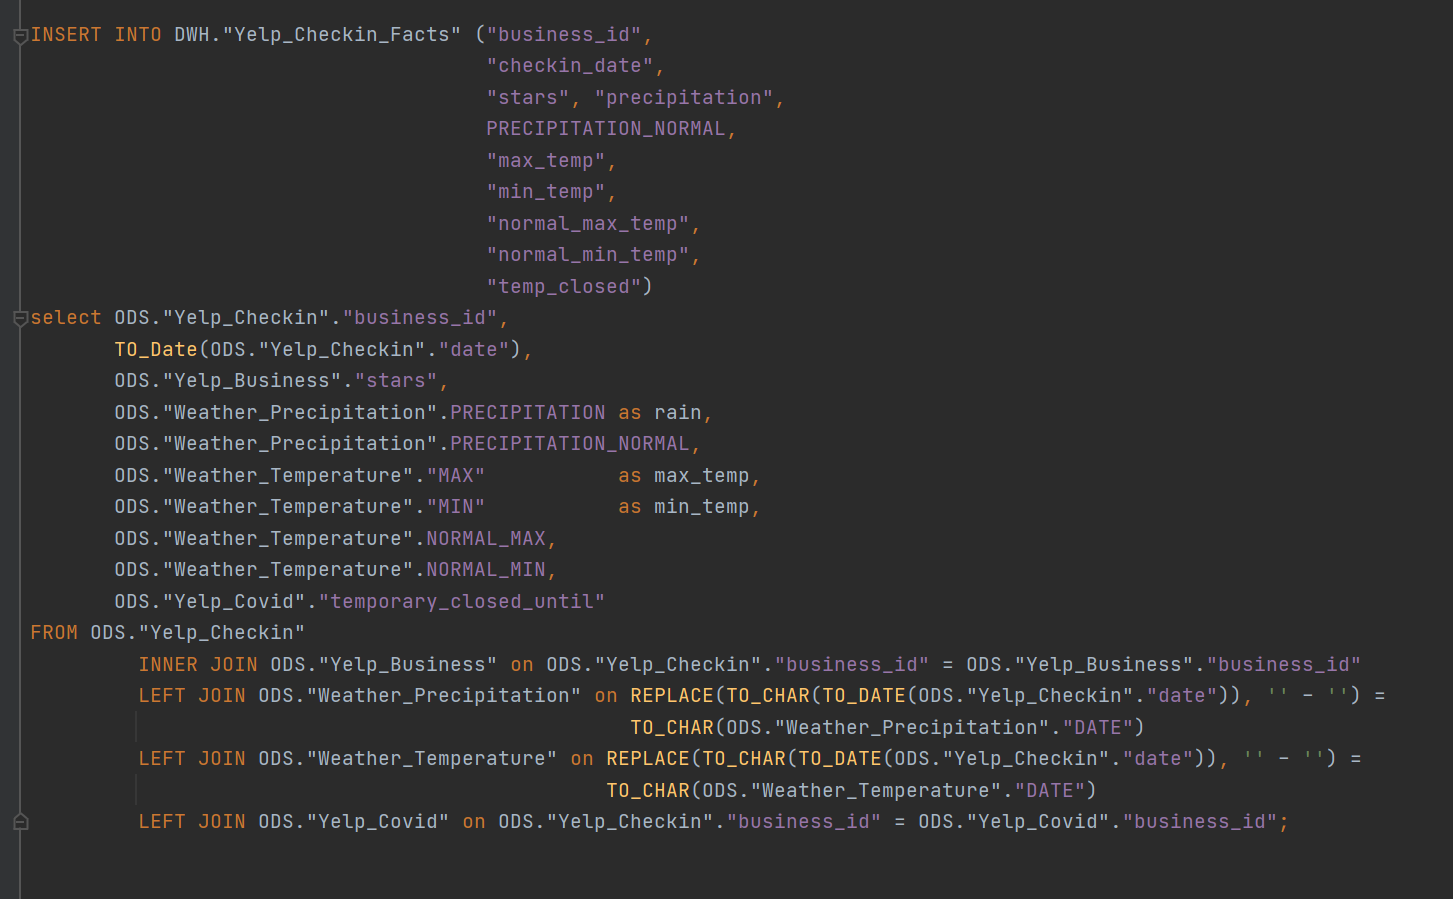 INSERT INTO DWH."Yelp_Checkin_Facts" ("business_id",
"checkin_date",
"stars", "precipitation",
PRECIPITATION_NORMAL,
"max_temp",
"min_temp",
"normal_max_temp",
"normal_min_temp",
"temp_closed")
select ODS."Yelp_Checkin"."business_id",
TO_Date(ODS."Yelp_Checkin"."date"),
ODS."Yelp_Business"."stars",
ODS."Weather_Precipitation".PRECIPITATION as rain,
ODS."Weather_Precipitation".PRECIPITATION_NORMAL,
ODS."Weather_Temperature"."MAX" as max_temp,
ODS."Weather_Temperature"."MIN" as min_temp,
ODS."Weather_Temperature".NORMAL_MAX,
ODS."Weather_Temperature".NORMAL_MIN,
ODS."Yelp_Covid"."temporary_closed_until"
FROM ODS."Yelp_Checkin"
INNER JOIN ODS."Yelp_Business" on ODS."Yelp_Checkin"."business_id" = ODS."Yelp_Business"."business_id"
LEFT JOIN ODS."Weather_Precipitation" on REPLACE(TO_CHAR(TO_DATE(ODS."Yelp_Checkin"."date")), '' - '') =
TO_CHAR(ODS."Weather_Precipitation"."DATE")
LEFT JOIN ODS."Weather_Temperature" on REPLACE(TO_CHAR(TO_DATE(ODS."Yelp_Checkin"."date")), '' - '') =
TO_CHAR(ODS."Weather_Temperature"."DATE")
LEFT JOIN ODS."Yelp_Covid" on ODS."Yelp_Checkin"."business_id" = ODS."Yelp_Covid"."business_id";